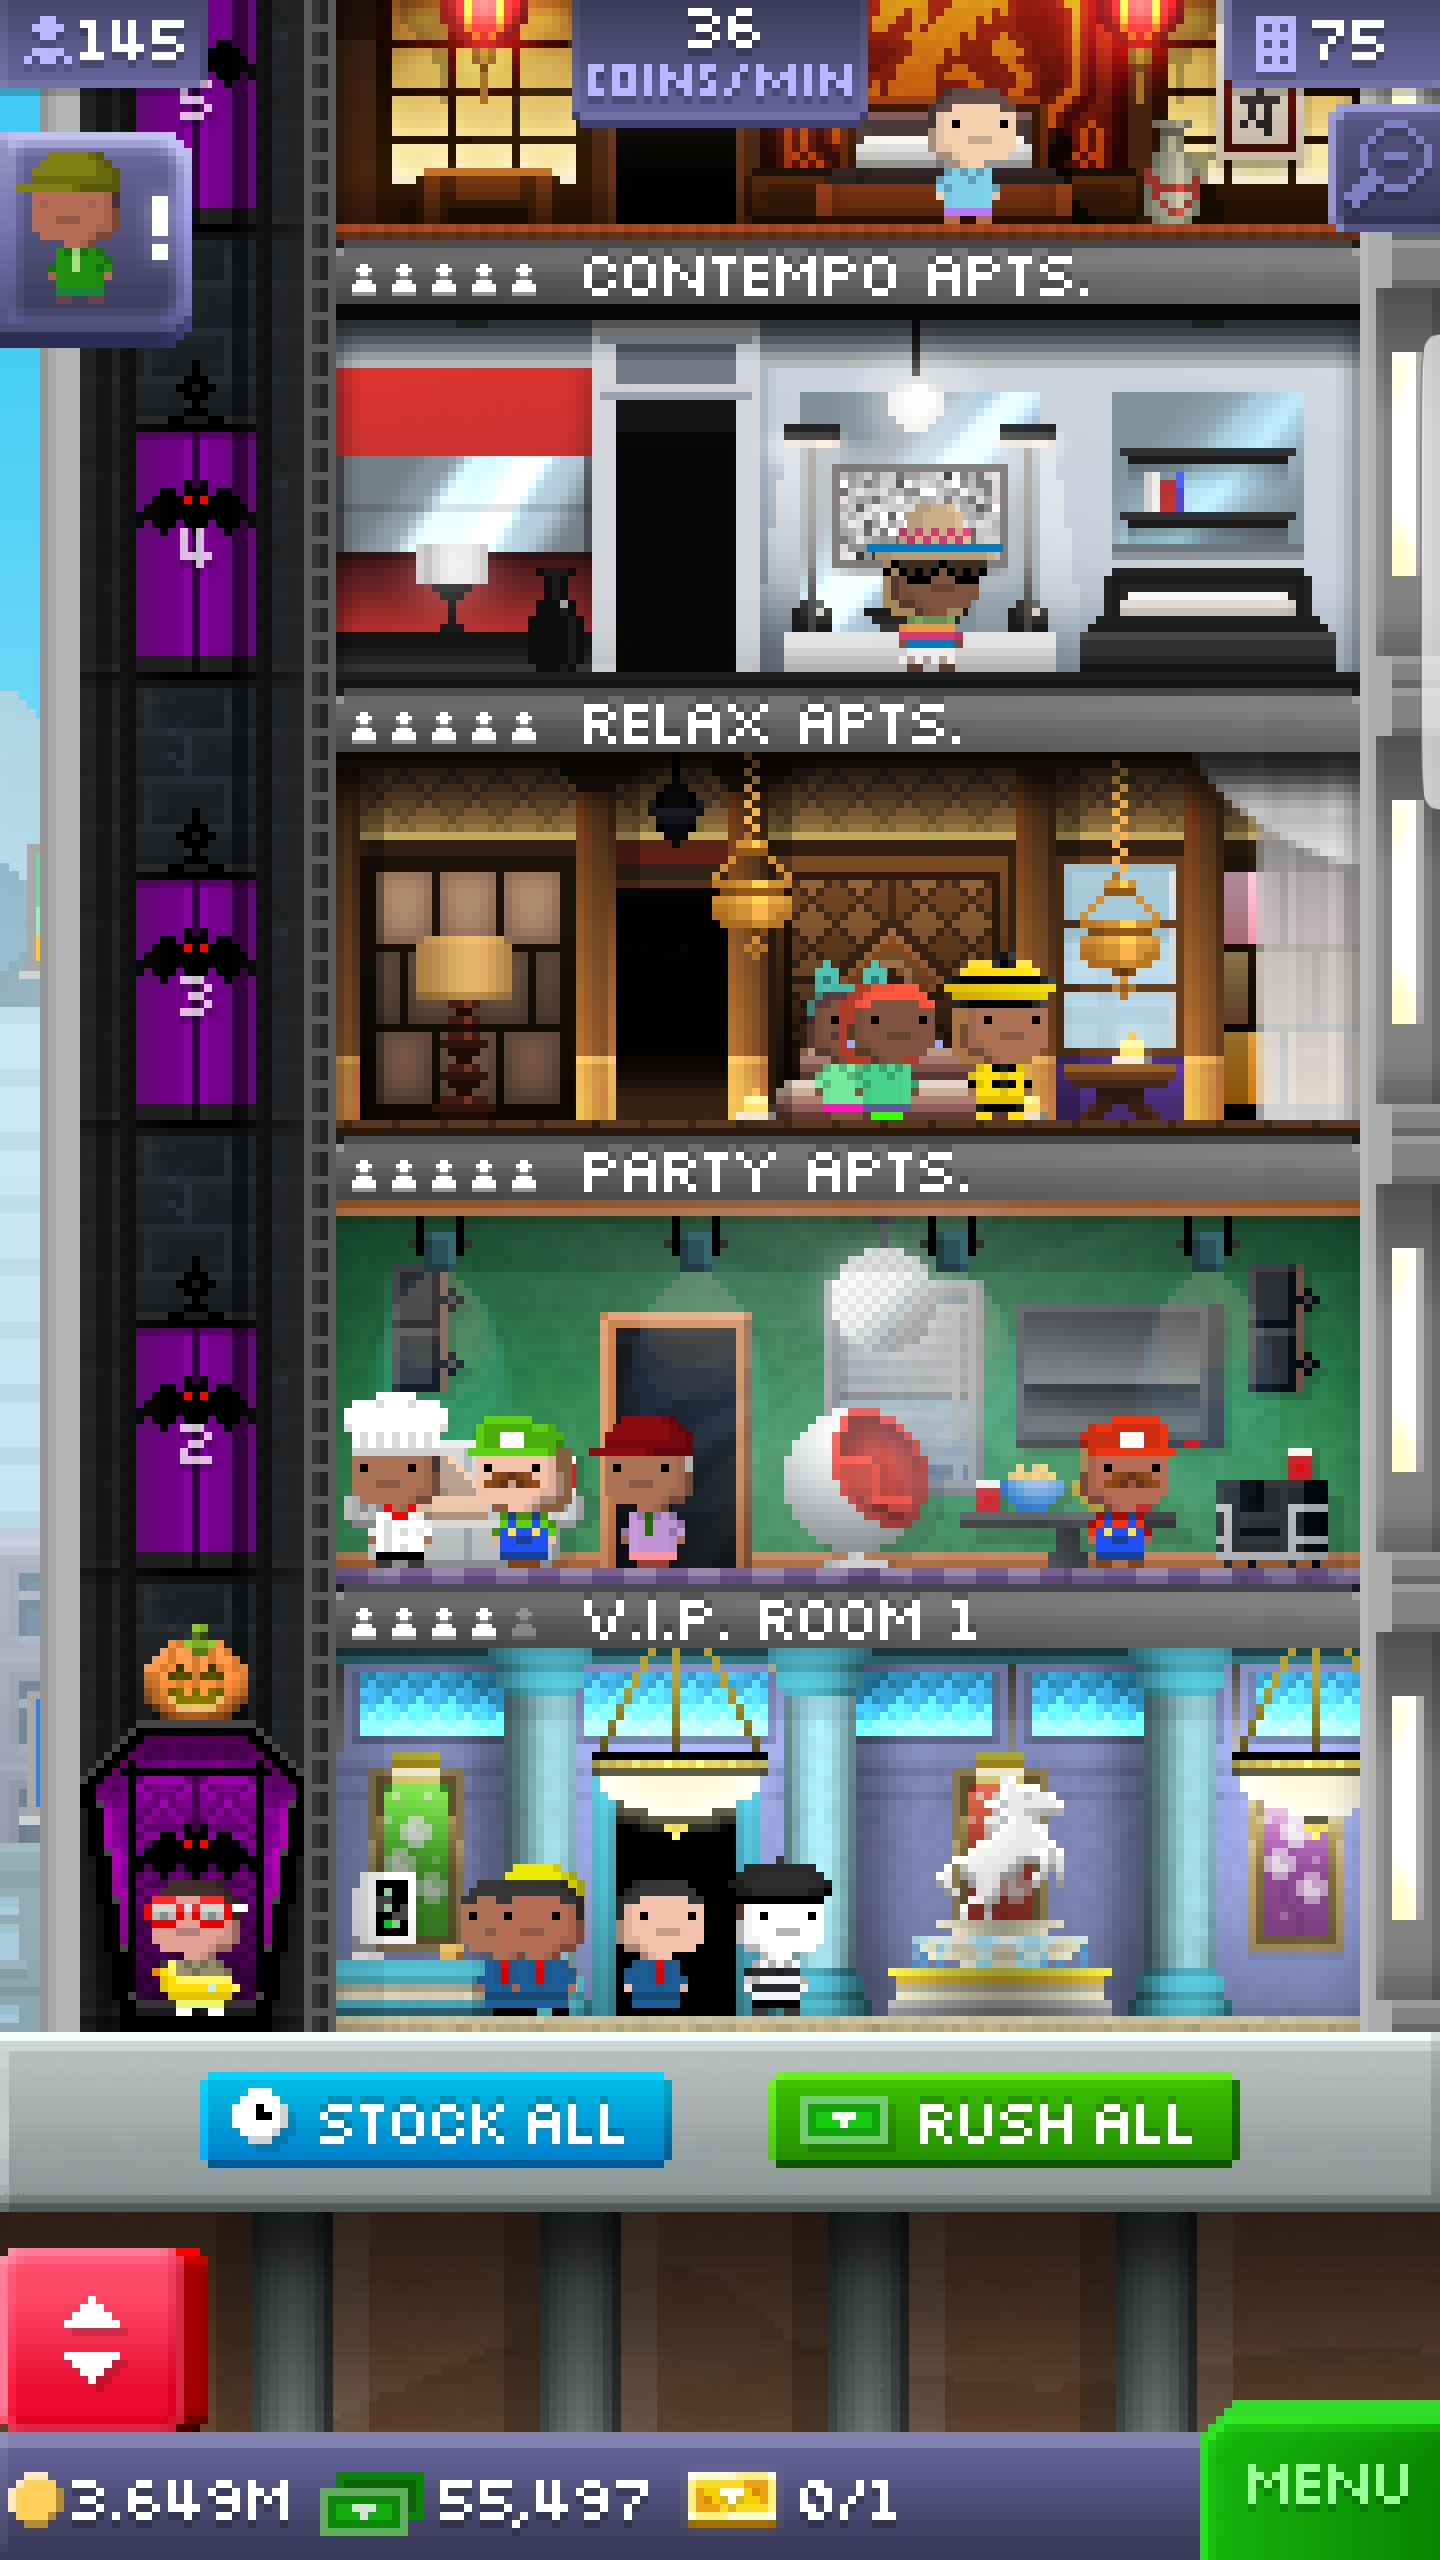 145
36
COINS/MIN
75
5
!
CONTEMPO APTS.
4
RELAX APTS.
3
PARTY APTS.
2
V.I.P. ROOM 1
STOCK ALL
RUSH ALL
3.649M
55,497
0/1
MENU